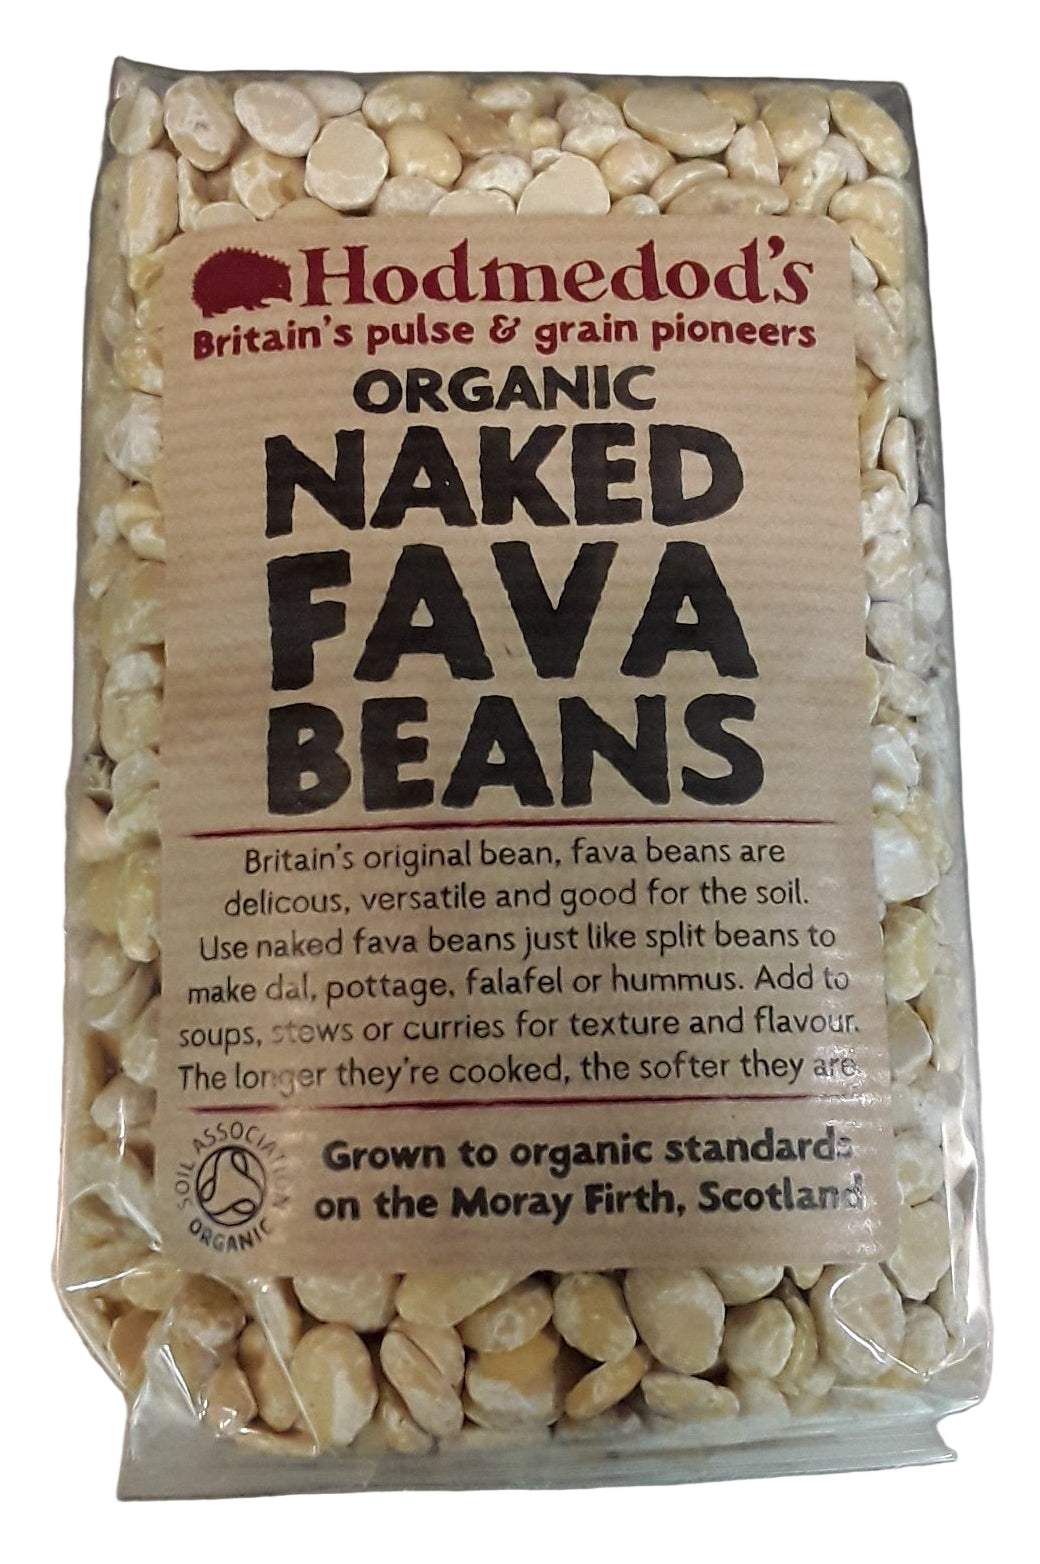 Hodmedod's
Britain's pulse & grain pioneers
ORGANIC
NAKED
FAVA
BEANS
Britain's original bean, fava beans are
delicous, versatile and good for the soil.
Use naked fava beans just like split beans to
make dal, pottage, falafel or hummus. Add to
soups, stews or curries for texture and flavour.
The longer they're cooked, the softer they are.
SOIL ASSOCIATION
ORGANIC
Grown to organic standards
on the Moray Firth, Scotland